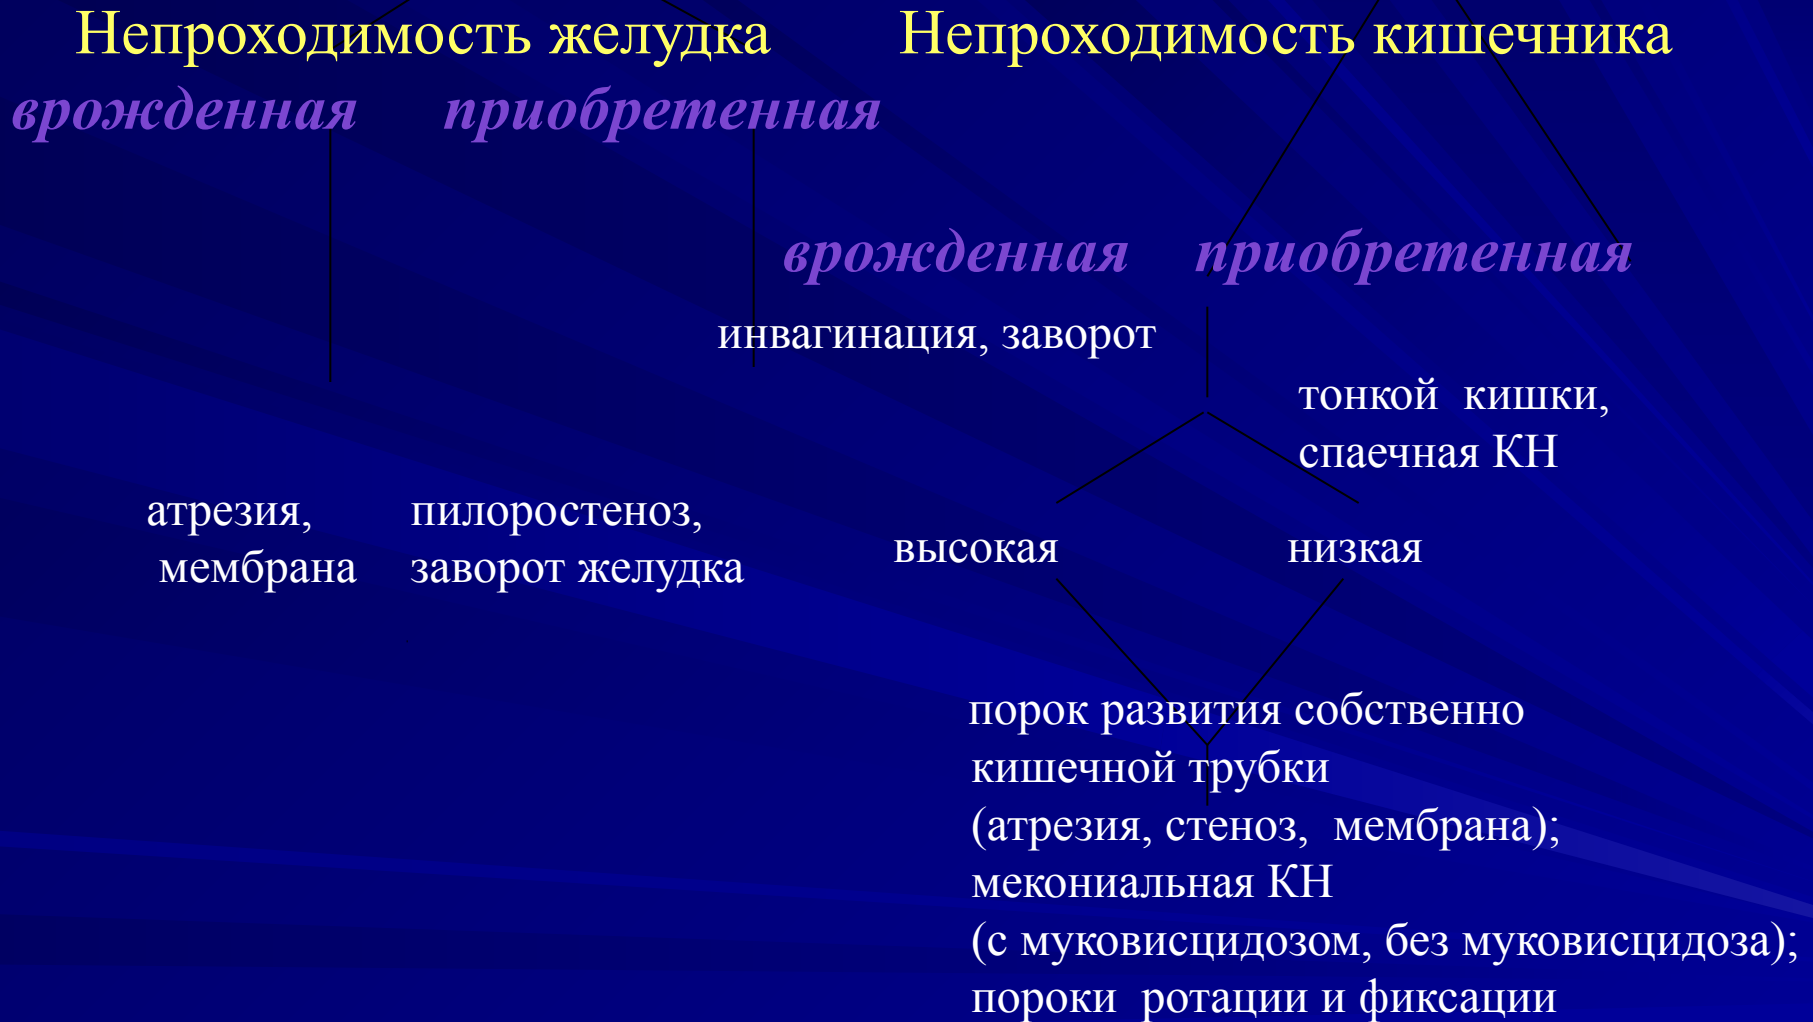 Непроходимость желудка Непроходимость кишечника
врожденная приобретенная
врожденная приобретенная
инвагинация, заворот
тонкой кишки,
спаечная КН
атрезия, пилоростеноз,
мембрана заворот желудка
высокая низкая
порок развития собственно
кишечной трубки
(атрезия, стеноз, мембрана);
мекониальная КН
(с муковисцидозом, без муковисцидоза);
пороки ротации и фиксации